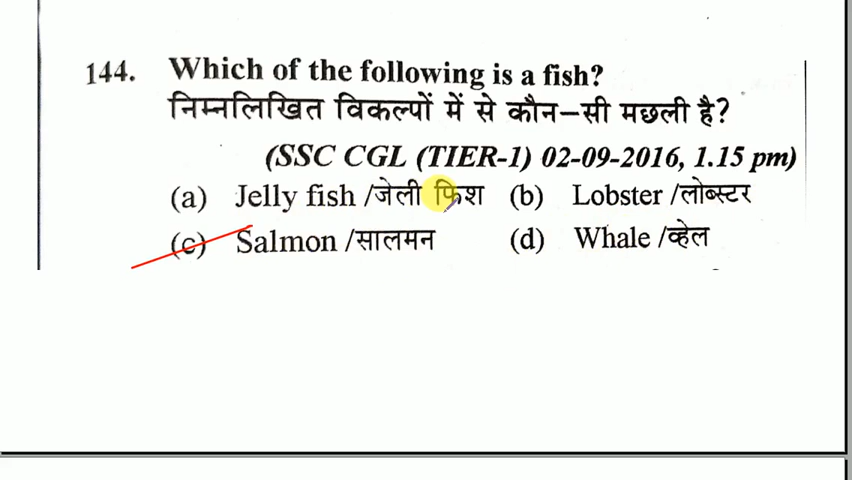 144. Which of the following is a fish?
निम्नलिखित विकल्पों में से कौन–सी मछली है?
(SSC CGL (TIER-1) 02-09-2016, 1.15 pm)
(a) Jelly fish /जेली फिश (b) Lobster /लोब्स्टर
(c) Salmon /सालमन (d) Whale /व्हेल